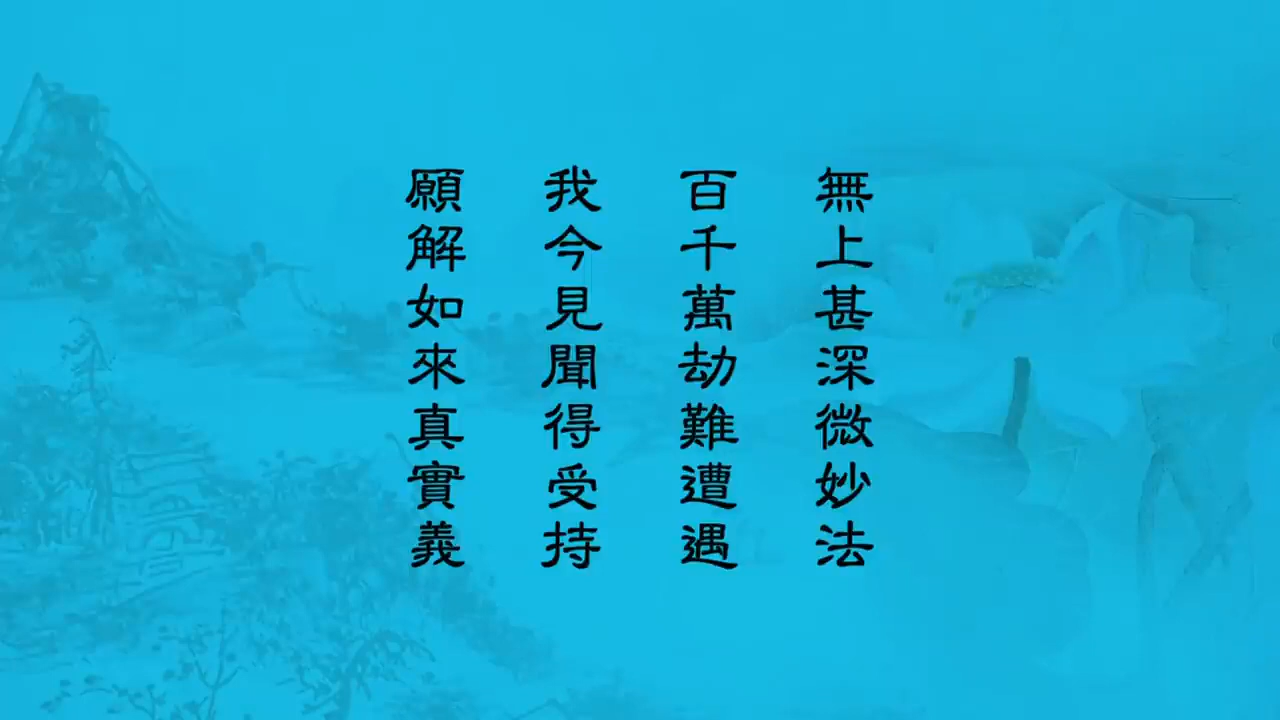 無上甚深微妙法
百千萬劫難遭遇
我今見聞得受持
願解如來真實義